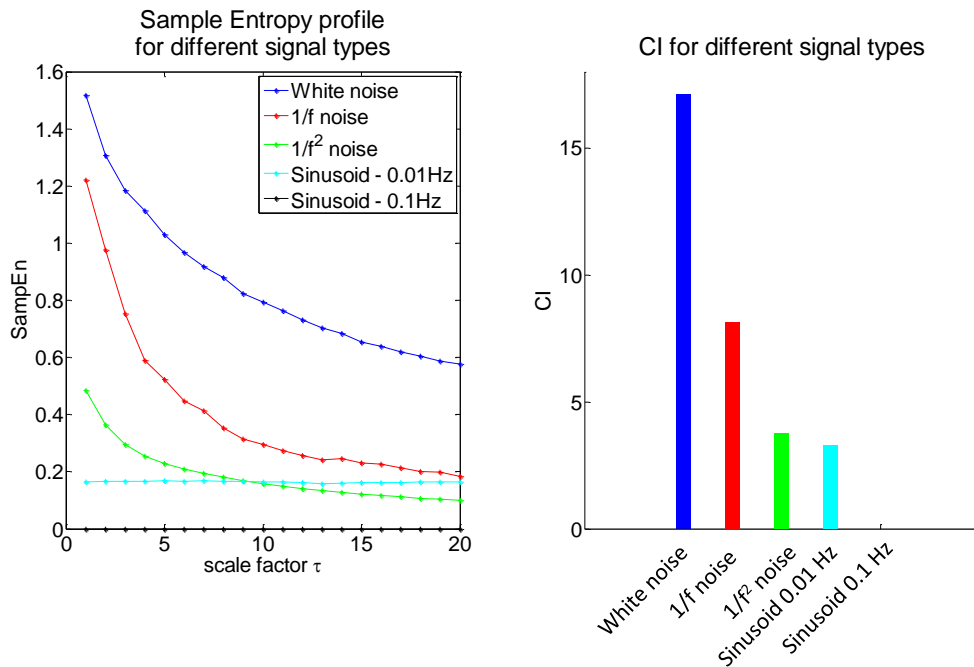 Sample Entropy profile
for different signal types
1.6
1.4
1.2
1
0.8
0.6
0.4
0.2
0
SampEn
0
5
10
15
20
scale factor τ
White noise
1/f noise
1/f² noise
Sinusoid - 0.01Hz
Sinusoid - 0.1Hz
CI for different signal types
15
10
5
0
CI
White noise
1/f noise
1/f² noise
Sinusoid 0.01 Hz
Sinusoid 0.1 Hz